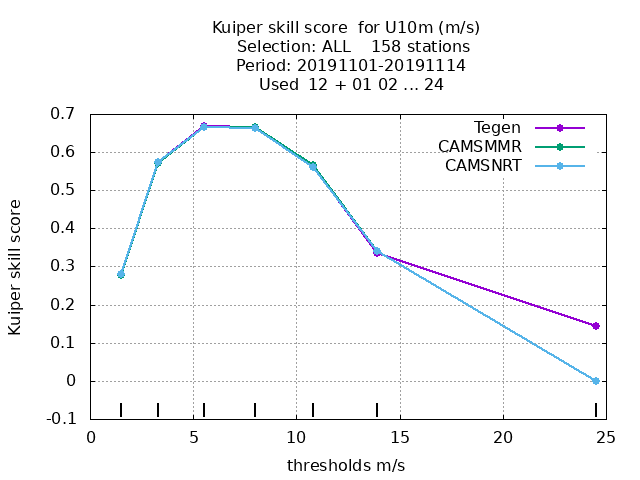 Kuiper skill score  for U10m (m/s)
Selection: ALL    158 stations
Period: 20191101-20191114
Used  12 + 01 02 ... 24
Tegen
CAMSMMR
CAMSNRT
Kuiper skill score
0.7
0.6
0.5
0.4
0.3
0.2
0.1
0
-0.1
0 5 10 15 20 25
thresholds m/s